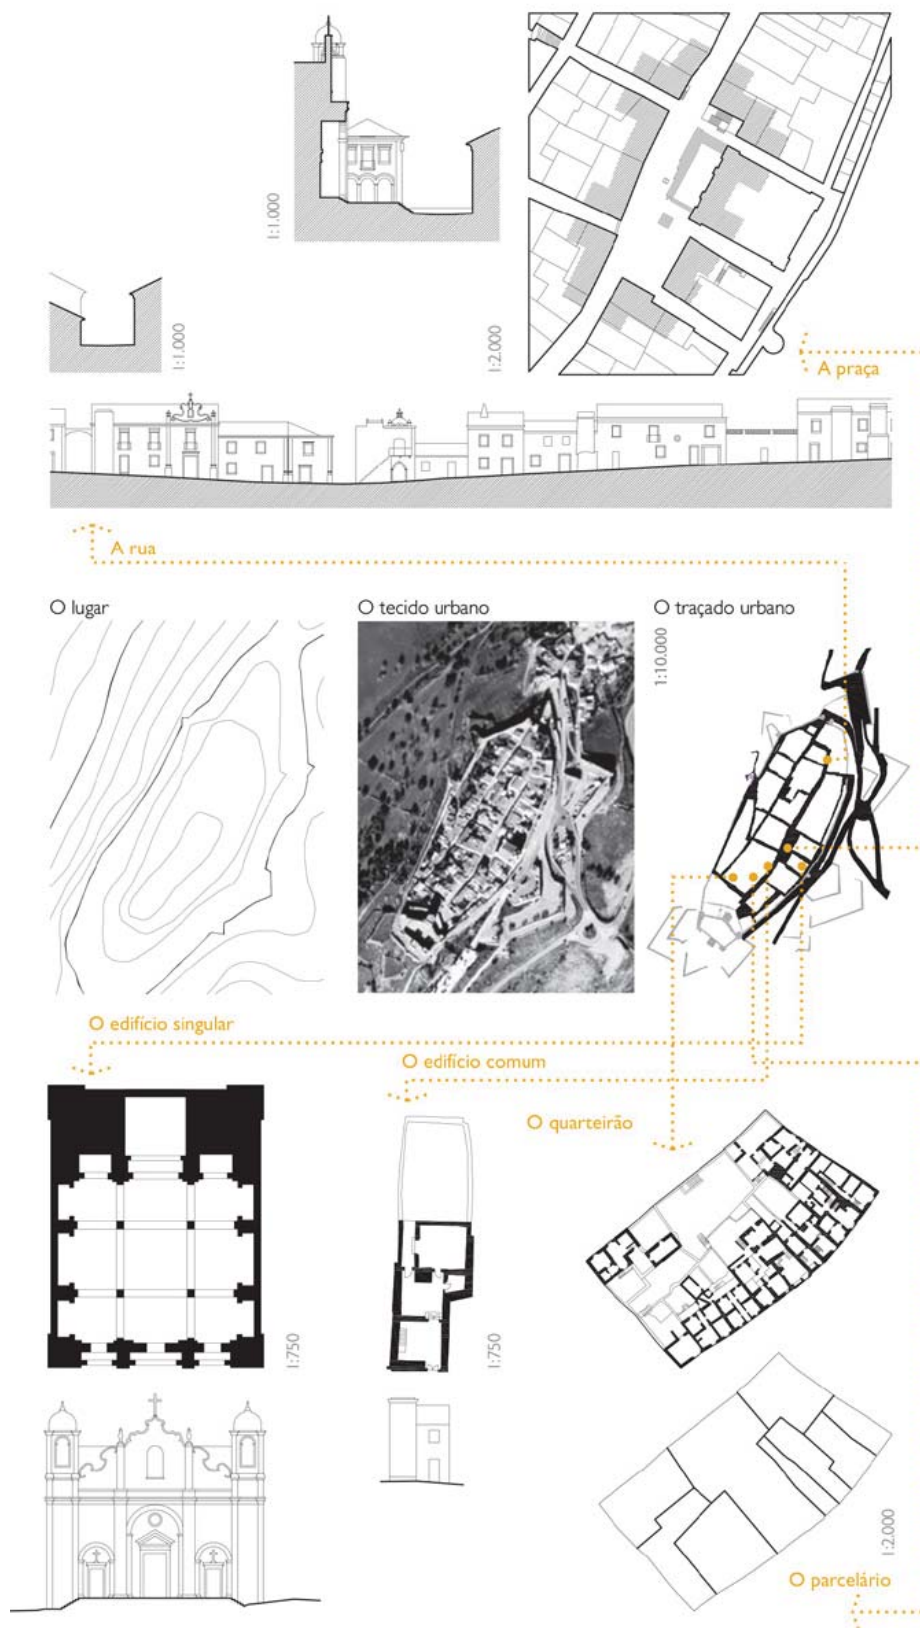 1:1.000
1:1.000
1:2.000
A praça
A rua
O lugar
O tecido urbano
O traçado urbano
1:10.000
O edifício singular
O edifício comum
O quarteirão
1:750
1:750
1:2.000
O parcelário